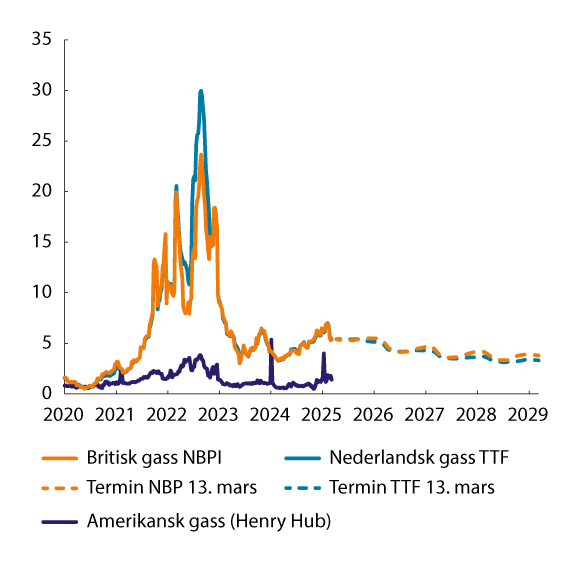 35
30
25
20
15
10
5
0
2020 2021 2022 2023 2024 2025 2026 2027 2028 2029
Britisk gass NBPI Nederlandsk gass TTF
Termin NBP 13. mars Termin TTF 13. mars
Amerikansk gass (Henry Hub)